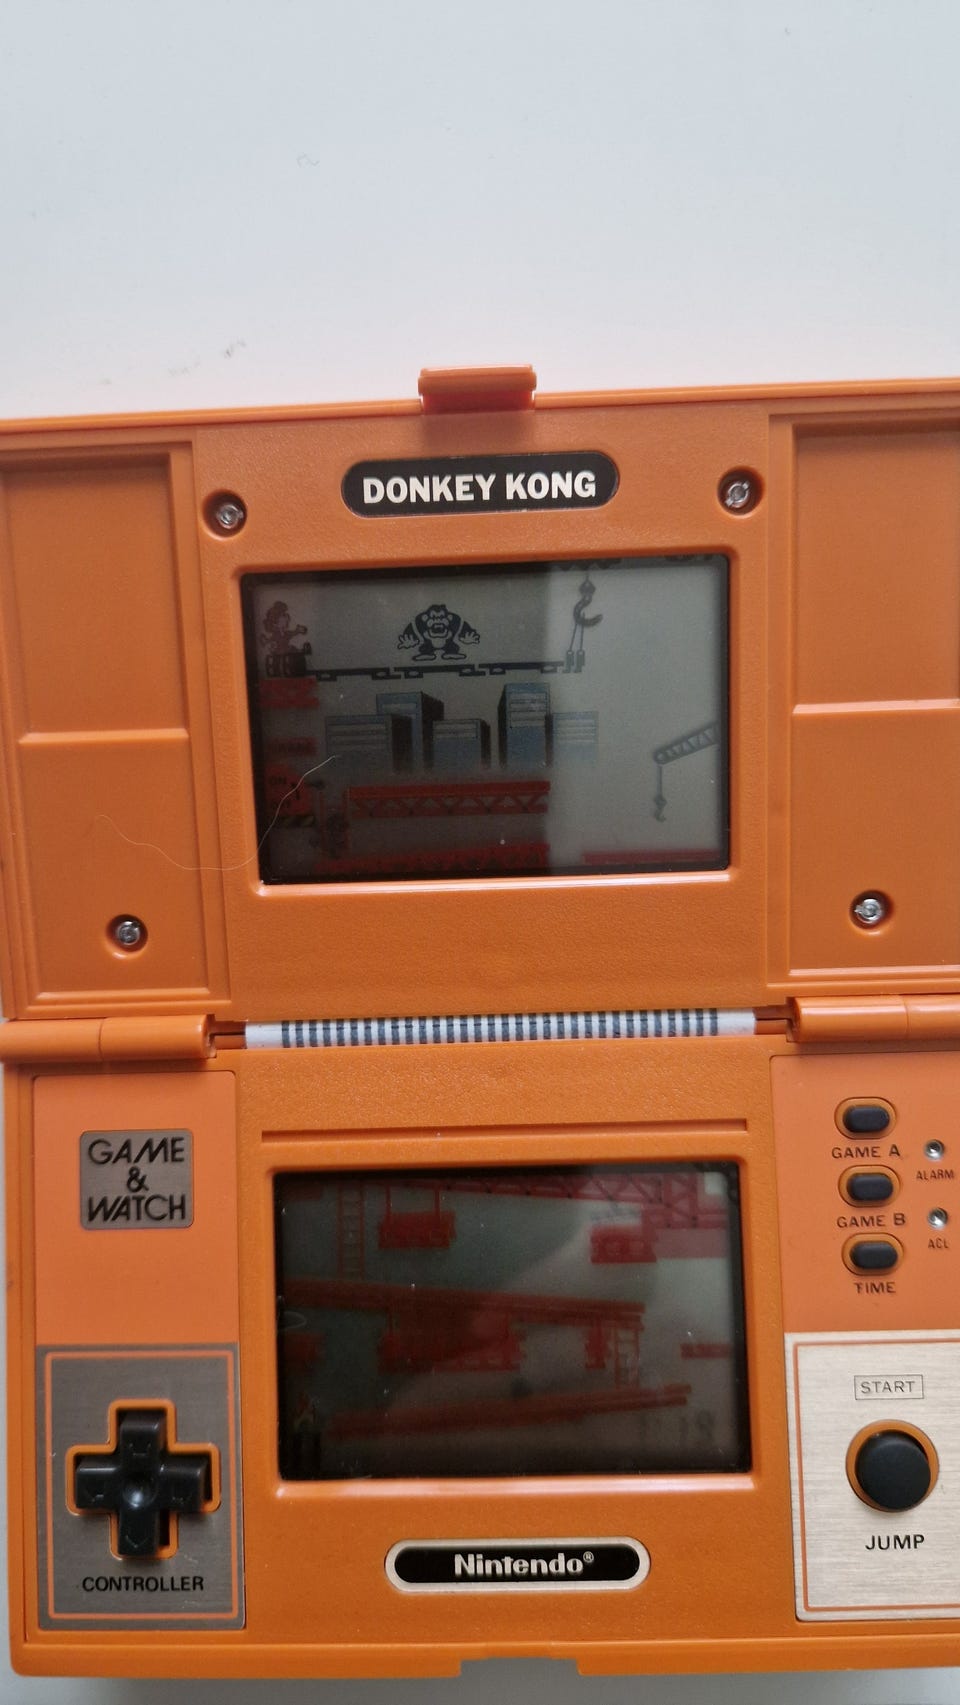 DONKEY KONG
GAME
&
WATCH
GAME A
ALARM
GAME B
ACL
TIME
START
JUMP
CONTROLLER
Nintendo®